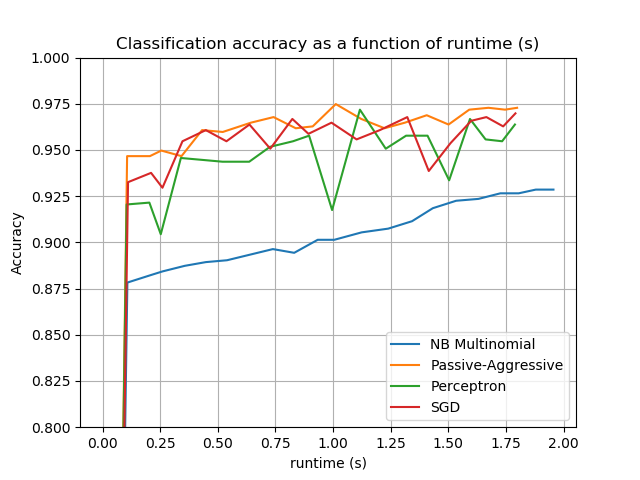 Classification accuracy as a function of runtime (s)
1.000
0.975
0.950
0.925
0.900
0.875
0.850
0.825
0.800
Accuracy
NB Multinomial
Passive-Aggressive
Perceptron
SGD
0.00 0.25 0.50 0.75 1.00 1.25 1.50 1.75 2.00
runtime (s)